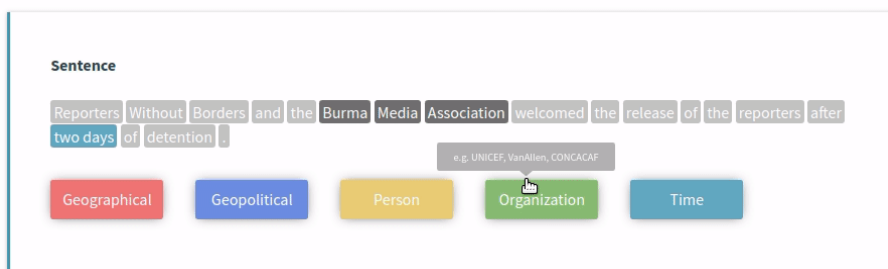 Sentence
Reporters Without Borders and the Burma Media Association welcomed the release of the reporters after
two days of detention .
e.g. UNICEF, VanAllen, CONCACAF
Geographical Geopolitical Person Organization Time